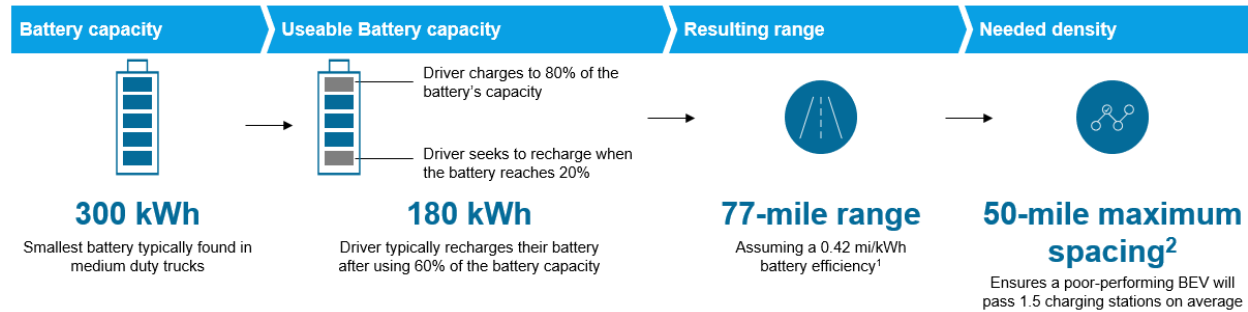 Battery capacity
Useable Battery capacity
Resulting range
Needed density
Driver charges to 80% of the
battery's capacity
Driver seeks to recharge when
the battery reaches 20%
300 kWh
Smallest battery typically found in
medium duty trucks
180 kWh
Driver typically recharges their battery
after using 60% of the battery capacity
77-mile range
Assuming a 0.42 mi/kWh
battery efficiency¹
50-mile maximum
spacing²
Ensures a poor-performing BEV will
pass 1.5 charging stations on average